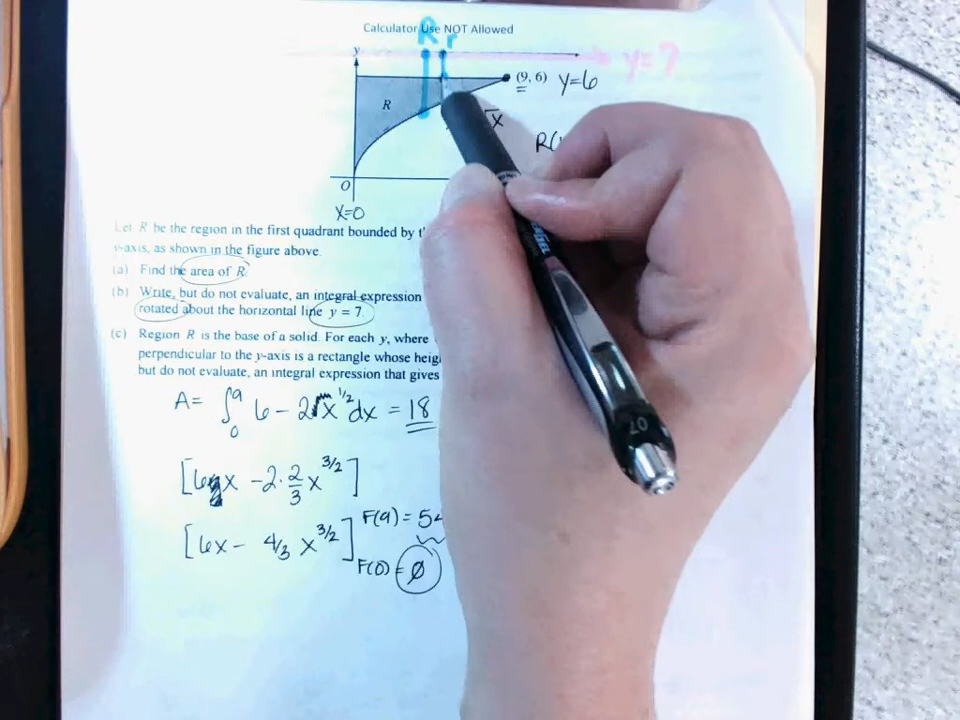 Calculator Use NOT Allowed
R r
y
y=7
(9, 6) y=6
R
x
R(
O
x=0
Let R be the region in the first quadrant bounded by
y-axis, as shown in the figure above.
(a) Find the area of R
(b) Write, but do not evaluate, an integral expression
rotated about the horizontal line y = 7
(c) Region R is the base of a solid. For each y, where
perpendicular to the y-axis is a rectangle whose
but do not evaluate, an integral expression that gives
A= ∫₀⁹ 6 - 2x^1/2 dx = 18
[6x - 2·2/3 x^3/2]
[6x - 4/3 x^3/2] F(9) = 54
F(0) = Ø
07